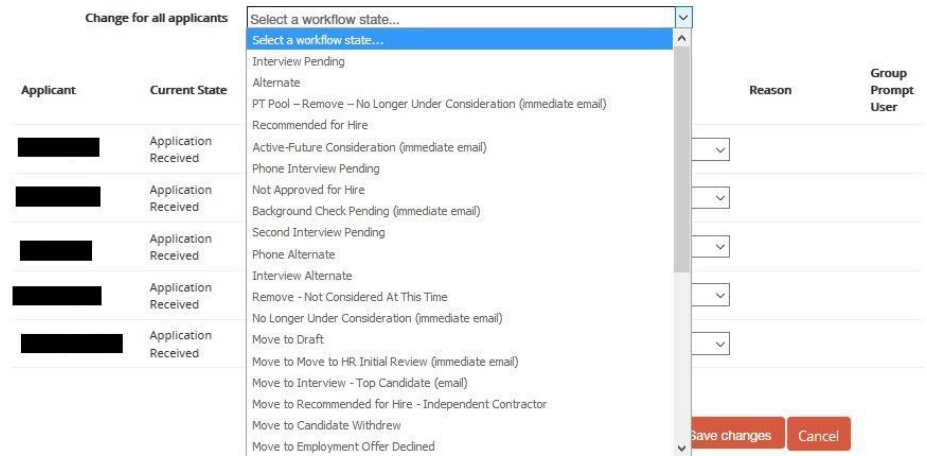 Change for all applicants Select a workflow state...
Select a workflow state...
Interview Pending
Alternate
PT Pool – Remove – No Longer Under Consideration (immediate email)
Recommended for Hire
Active-Future Consideration (immediate email)
Phone Interview Pending
Not Approved for Hire
Background Check Pending (immediate email)
Second Interview Pending
Phone Alternate
Interview Alternate
Remove - Not Considered At This Time
No Longer Under Consideration (immediate email)
Move to Draft
Move to Move to HR Initial Review (immediate email)
Move to Interview - Top Candidate (email)
Move to Recommended for Hire - Independent Contractor
Move to Candidate Withdrew
Move to Employment Offer Declined
Applicant Current State Reason Group
Prompt
User
Application
Received
Application
Received
Application
Received
Application
Received
Application
Received
Save changes Cancel